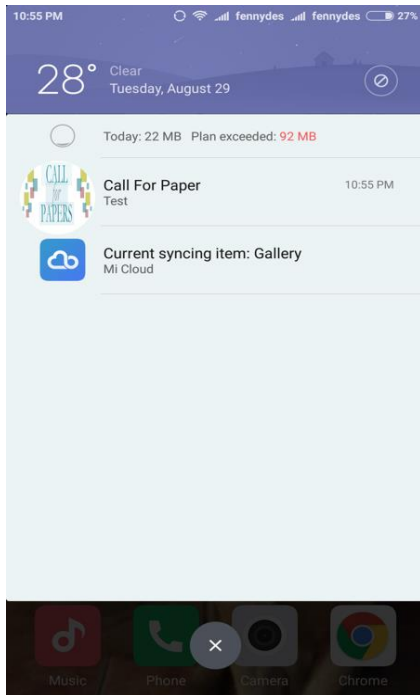 10:55 PM fennydes fennydes 27%
28° Clear
Tuesday, August 29
Today: 22 MB Plan exceeded: 92 MB
CALL
for
PAPERS
Call For Paper 10:55 PM
Test
Current syncing item: Gallery
Mi Cloud
Music Phone Camera Chrome